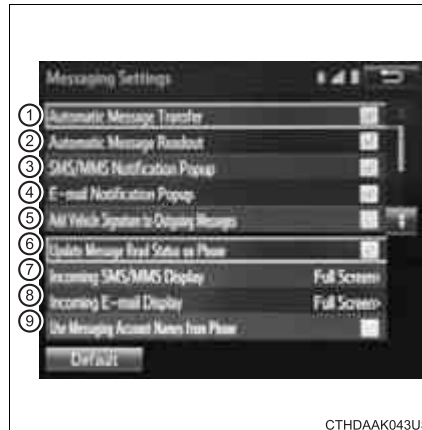 Messaging Settings
1 Automatic Message Transfer
2 Automatic Message Readout
3 SMS/MMS Notification Popup
4 E-mail Notification Popup
5 Add Vehicle Signature to Outgoing Messages
6 Update Message Read Status on Phone
7 Incoming SMS/MMS Display Full Screen>
8 Incoming E-mail Display Full Screen>
9 Use Messaging Account Names from Phone
Default
CTHDAAK043U